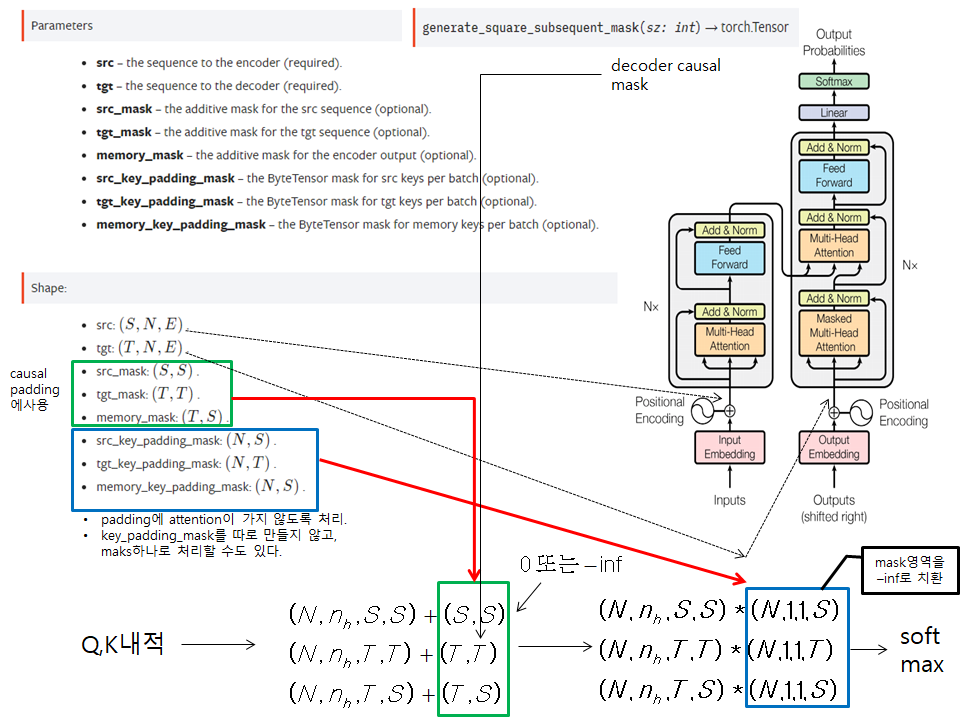 Parameters
generate_square_subsequent_mask(sz: int) → torch.Tensor
decoder causal
mask
• src – the sequence to the encoder (required).
• tgt – the sequence to the decoder (required).
• src_mask – the additive mask for the src sequence (optional).
• tgt_mask – the additive mask for the tgt sequence (optional).
• memory_mask – the additive mask for the encoder output (optional).
• src_key_padding_mask – the ByteTensor mask for src keys per batch (optional).
• tgt_key_padding_mask – the ByteTensor mask for tgt keys per batch (optional).
• memory_key_padding_mask – the ByteTensor mask for memory keys per batch (optional).
Shape:
• src: (S, N, E) .
• tgt: (T, N, E) .
• src_mask: (S, S) .
• tgt_mask: (T, T) .
• memory_mask: (T, S) .
• src_key_padding_mask: (N, S) .
• tgt_key_padding_mask: (N, T) .
• memory_key_padding_mask: (N, S) .
causal
padding
에사용
• padding에 attention이 가지 않도록 처리.
• key_padding_mask를 따로 만들지 않고,
maks하나로 처리할 수도 있다.
Output
Probabilities
Softmax
Linear
Add & Norm
Feed
Forward
Add & Norm
Multi-Head
Attention
Add & Norm
Masked
Multi-Head
Attention
N×
Add & Norm
Feed
Forward
Add & Norm
Multi-Head
Attention
N×
Positional
Encoding
Positional
Encoding
Input
Embedding
Output
Embedding
Inputs
Outputs
(shifted right)
Q,K내적
(N, n_h, S, S) + (S, S)
(N, n_h, T, T) + (T, T)
(N, n_h, T, S) + (T, S)
0 또는 –inf
(N, n_h, S, S) * (N,1,1,S)
(N, n_h, T, T) * (N,1,1,T)
(N, n_h, T, S) * (N,1,1,S)
mask영역을
–inf로 치환
soft
max